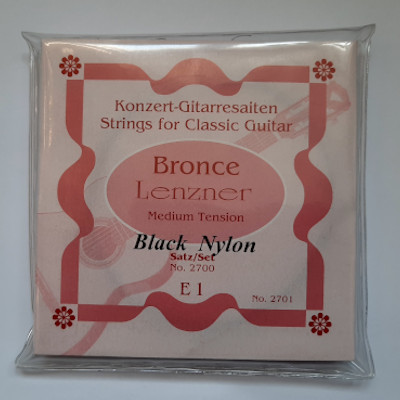 Konzert-Gitarresaiten
Strings for Classic Guitar
Bronce
Lenzner
Medium Tension
Black Nylon
Satz/Set
No. 2700
E 1
No. 2701